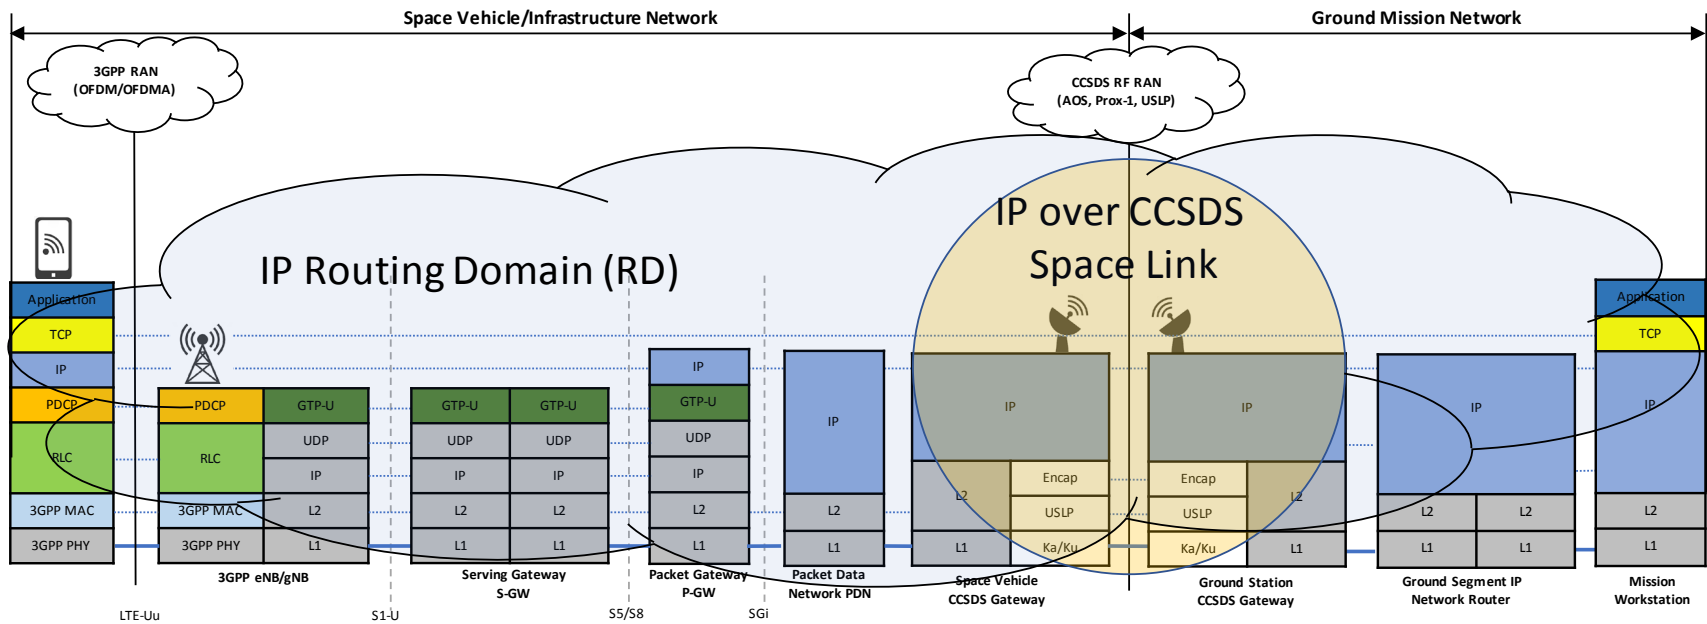 Space Vehicle/Infrastructure Network
Ground Mission Network
3GPP RAN
(OFDM/OFDMA)
CCSDS RF RAN
(AOS, Prox-1, USLP)
IP Routing Domain (RD)
IP over CCSDS
Space Link
Application
TCP
IP
PDCP
RLC
3GPP MAC
3GPP PHY
PDCP
RLC
3GPP MAC
3GPP PHY
GTP-U
UDP
IP
L2
L1
3GPP eNB/gNB
GTP-U
UDP
IP
L2
L1
GTP-U
UDP
IP
L2
L1
Serving Gateway
S-GW
IP
GTP-U
UDP
IP
L2
L1
Packet Gateway
P-GW
IP
L2
L1
Packet Data
Network PDN
IP
L2
L1
Encap
USLP
Ka/Ku
Space Vehicle
CCSDS Gateway
IP
Encap
USLP
Ka/Ku
L2
L1
Ground Station
CCSDS Gateway
IP
L2
L1
L2
L1
Ground Segment IP
Network Router
Application
TCP
IP
L2
L1
Mission
Workstation
LTE-Uu
S1-U
S5/S8
SGi